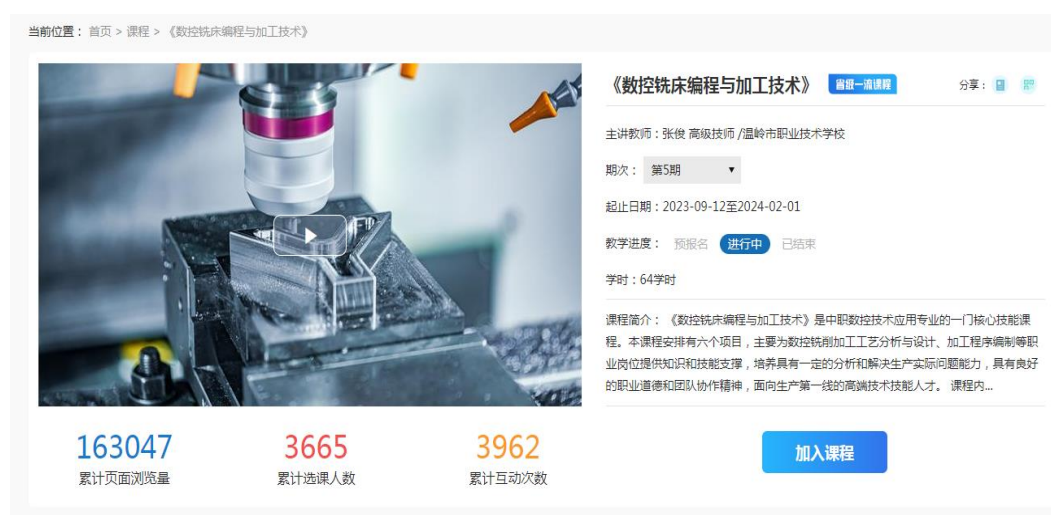 当前位置： 首页 > 课程 > 《数控铣床编程与加工技术》
《数控铣床编程与加工技术》 省级一流课程 分享：
主讲教师：张俊 高级技师 /温岭市职业技术学校
期次： 第5期
起止日期：2023-09-12至2024-02-01
教学进度： 预报名 进行中 已结束
学时：64学时
课程简介： 《数控铣床编程与加工技术》是中职数控技术应用专业的一门核心技能课
程。本课程安排有六个项目，主要为数控铣削加工工艺分析与设计、加工程序编制等职
业岗位提供知识和技能支撑，培养具有一定的分析和解决生产实际问题能力，具有良好
的职业道德和团队协作精神，面向生产第一线的高端技术技能人才。 课程内...
163047
累计页面浏览量
3665
累计选课人数
3962
累计互动次数
加入课程